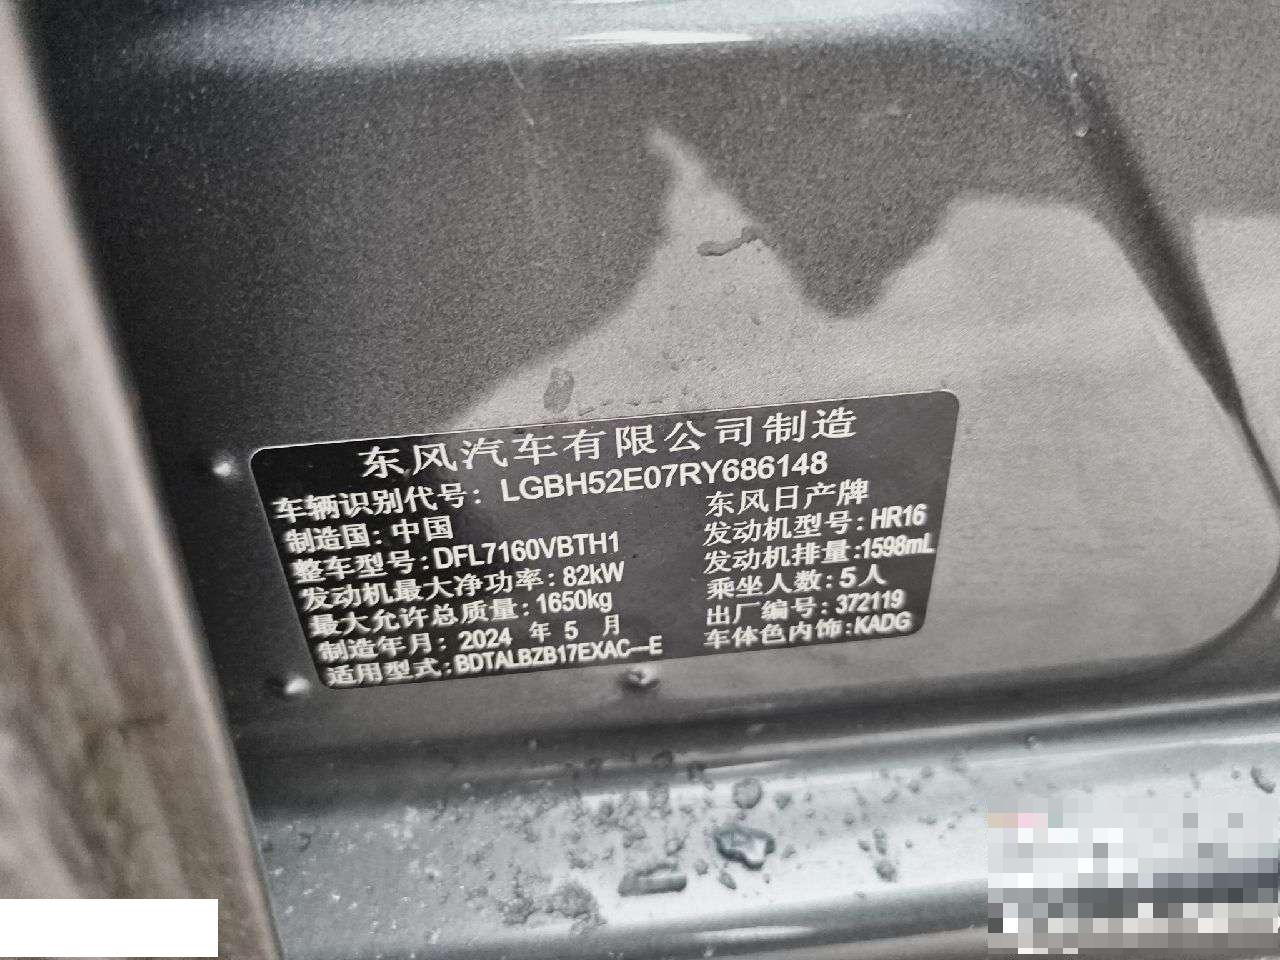 东风汽车有限公司制造
车辆识别代号：LGBH52E07RY686148
制造国：中国
东风日产牌
整车型号：DFL7160VBTH1
发动机型号：HR16
发动机最大净功率：82kW
发动机排量：1598mL
最大允许总质量：1650kg
乘坐人数：5人
制造年月：2024 年 5 月
出厂编号：372119
适用型式：BDTALBZB17EXAC--E
车体色内饰：KADG